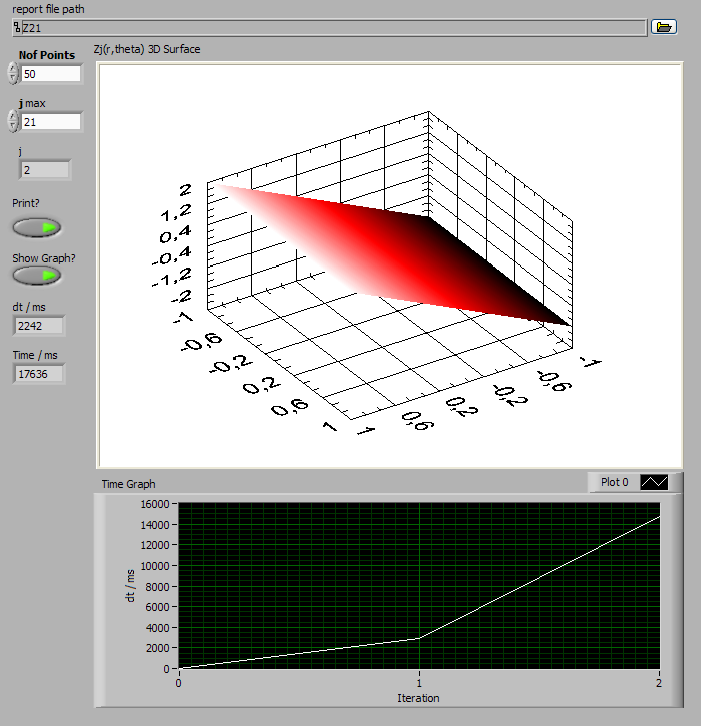 report file path
Z21
Zj(r,theta) 3D Surface
Nof Points
50
j max
21
j
2
Print?
Show Graph?
dt / ms
2242
Time / ms
17636
2
1,2
0,4
-0,4
-1,2
-2
-1
-0,6
-0,2
0,2
0,6
1
1
0,6
0,2
-0,2
-0,6
-1
Time Graph
Plot 0
16000
14000
12000
10000
8000
6000
4000
2000
0
dt / ms
0
1
2
Iteration